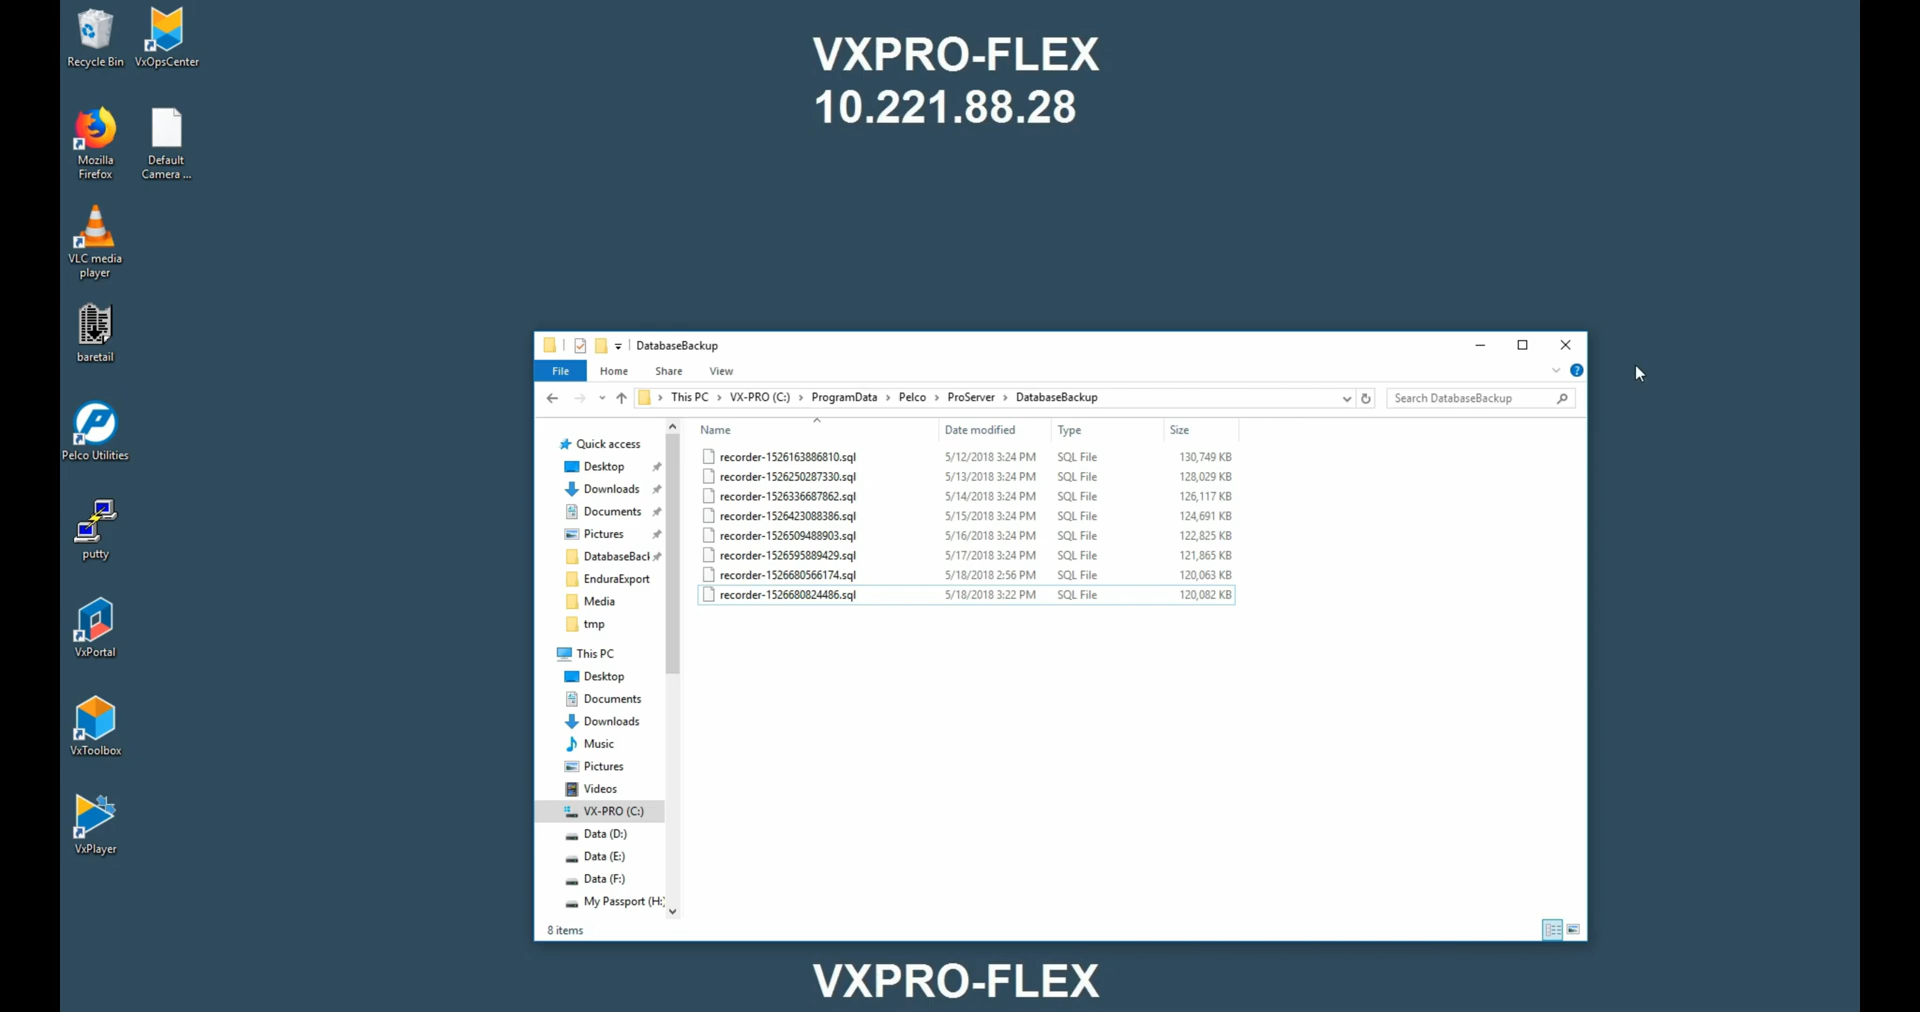 VXPRO-FLEX
10.221.88.28
Recycle Bin
VxOpsCenter
Mozilla
Firefox
Default
Camera ...
VLC media
player
baretail
Pelco Utilities
putty
VxPortal
VxToolbox
VxPlayer
DatabaseBackup
File Home Share View
This PC > VX-PRO (C:) > ProgramData > Pelco > ProServer > DatabaseBackup
Search DatabaseBackup
Quick access
Desktop
Downloads
Documents
Pictures
DatabaseBack
EnduraExport
Media
tmp
This PC
Desktop
Documents
Downloads
Music
Pictures
Videos
VX-PRO (C:)
Data (D:)
Data (E:)
Data (F:)
My Passport (H:)
Name Date modified Type Size
recorder-1526163886810.sql 5/12/2018 3:24 PM SQL File 130,749 KB
recorder-1526250287330.sql 5/13/2018 3:24 PM SQL File 128,029 KB
recorder-1526336687862.sql 5/14/2018 3:24 PM SQL File 126,117 KB
recorder-1526423088386.sql 5/15/2018 3:24 PM SQL File 124,691 KB
recorder-1526509488903.sql 5/16/2018 3:24 PM SQL File 122,825 KB
recorder-1526595889429.sql 5/17/2018 3:24 PM SQL File 121,865 KB
recorder-1526680566174.sql 5/18/2018 2:56 PM SQL File 120,063 KB
recorder-1526680824486.sql 5/18/2018 3:22 PM SQL File 120,082 KB
8 items
VXPRO-FLEX